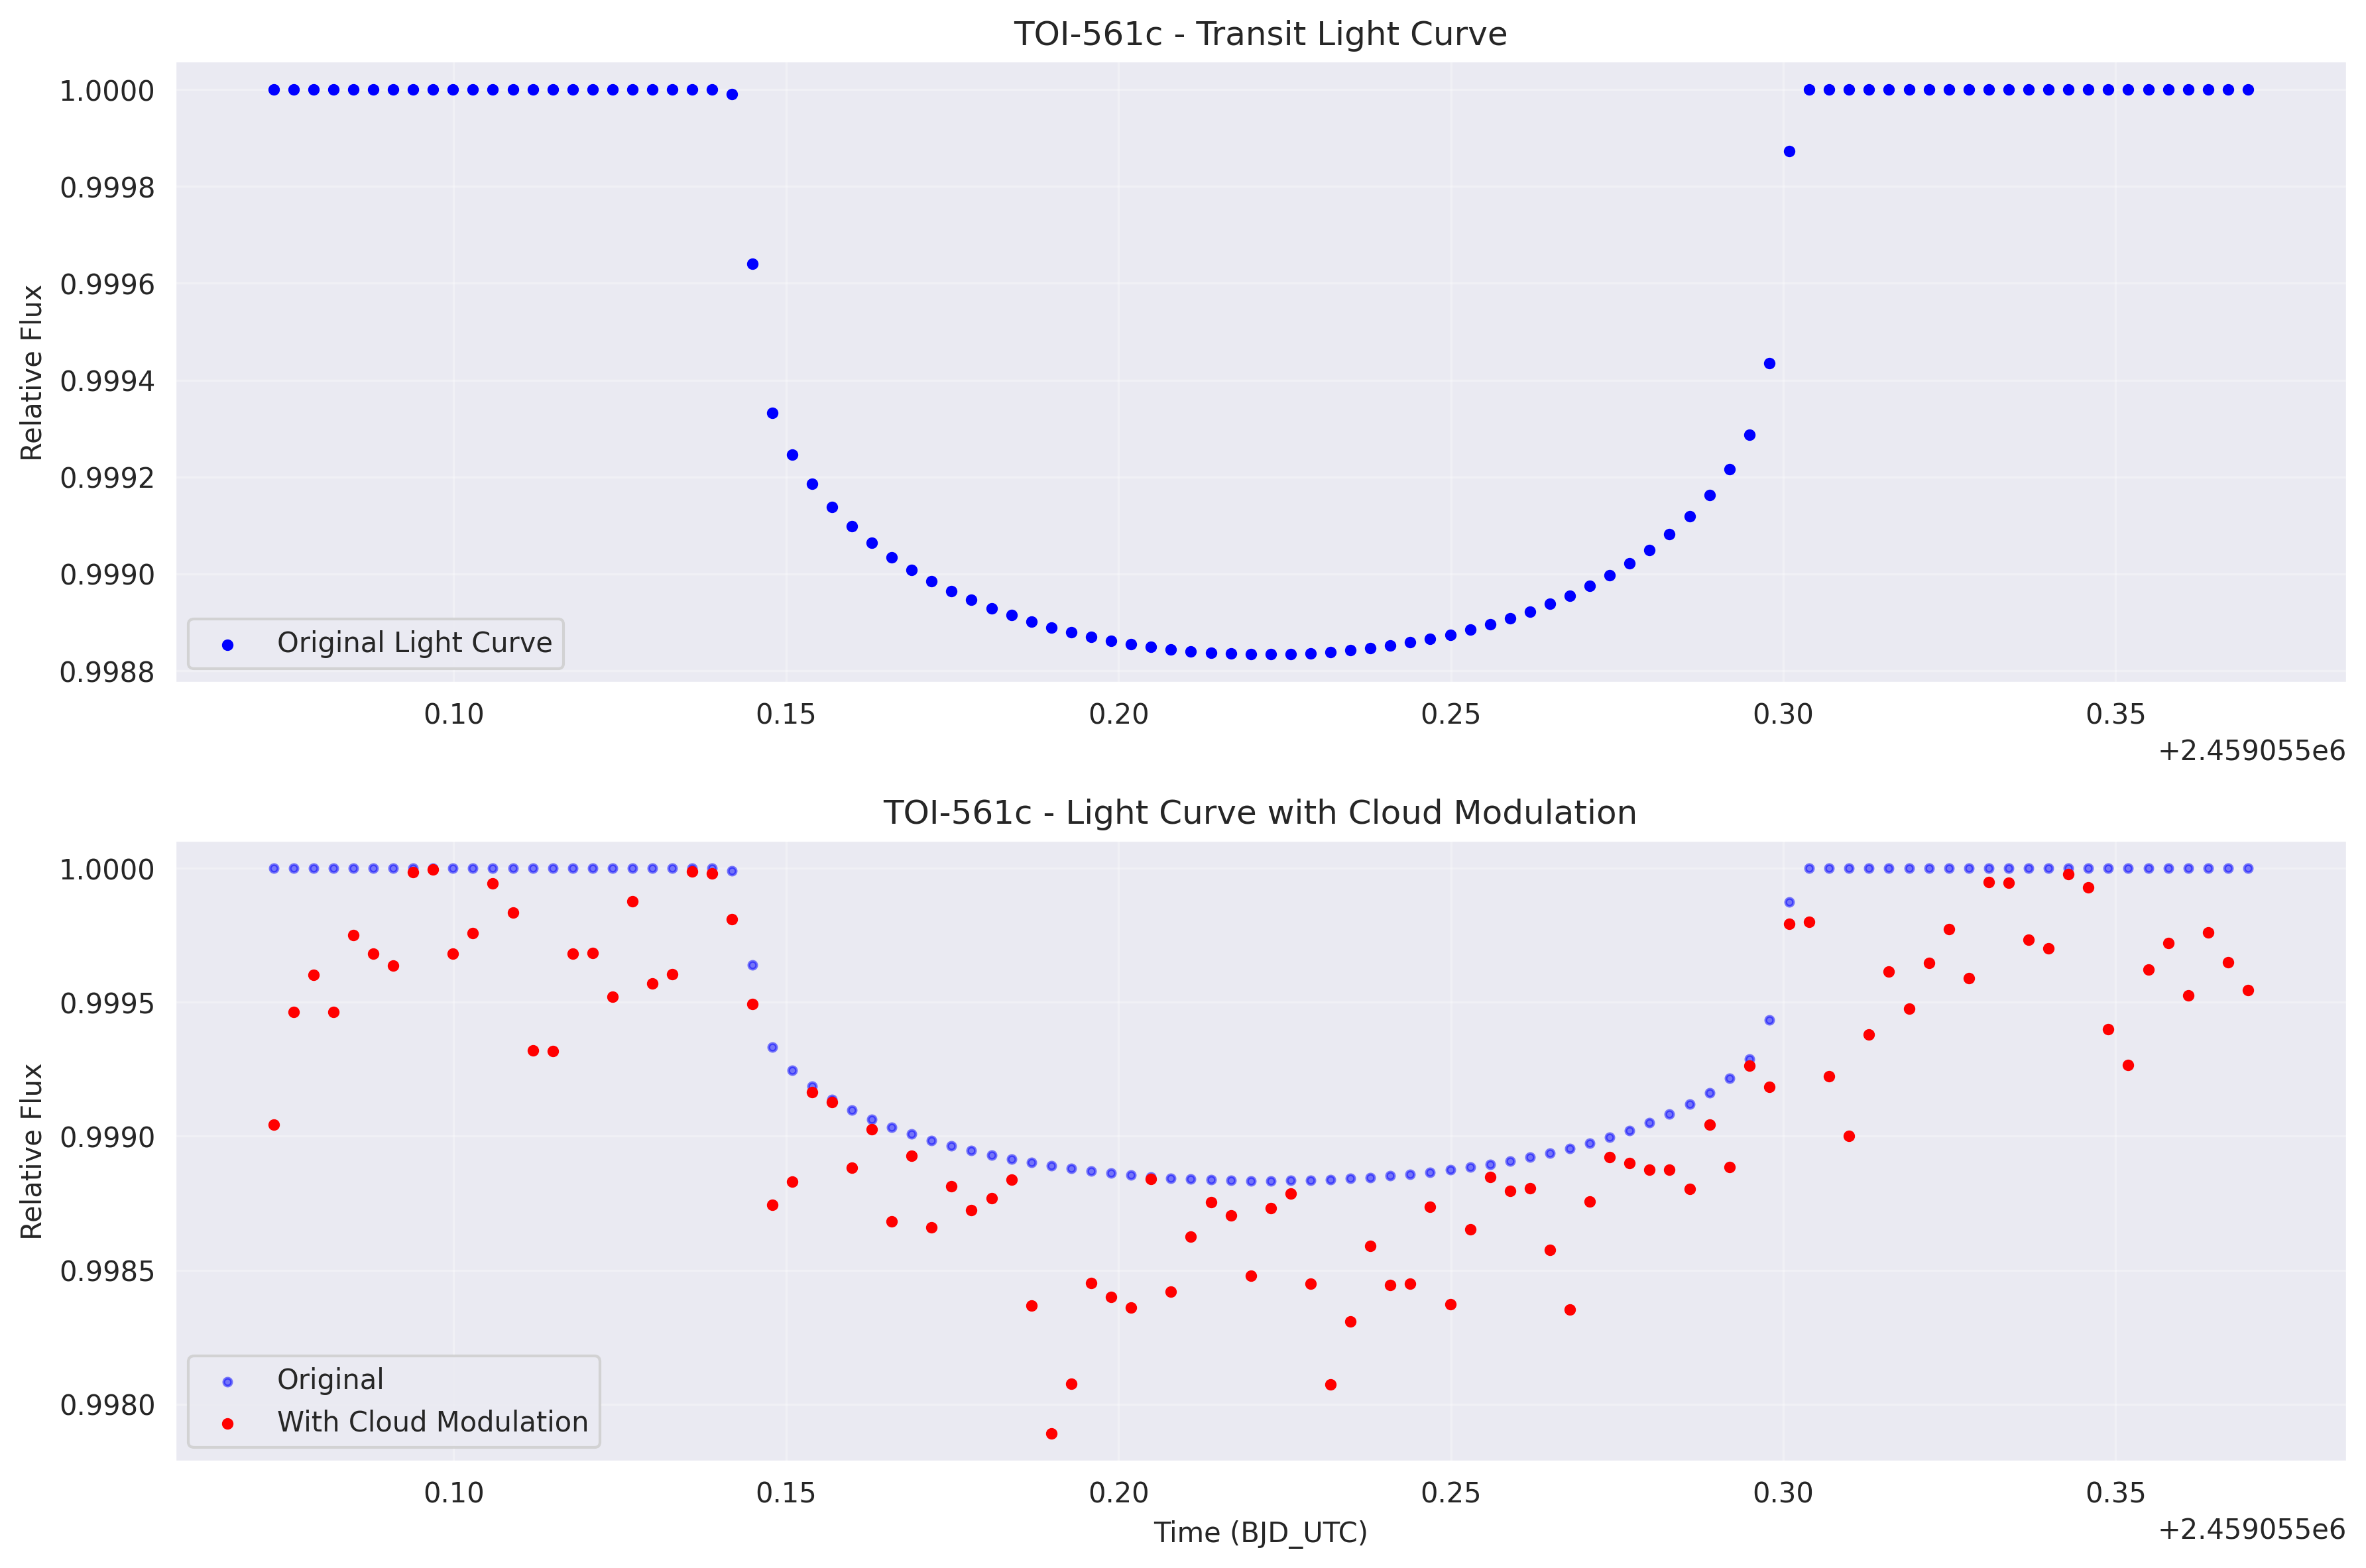 TOI-561c - Transit Light Curve
Relative Flux
1.0000
0.9998
0.9996
0.9994
0.9992
0.9990
0.9988
Original Light Curve
0.10 0.15 0.20 0.25 0.30 0.35
+2.459055e6
TOI-561c - Light Curve with Cloud Modulation
Relative Flux
1.0000
0.9995
0.9990
0.9985
0.9980
Original
With Cloud Modulation
0.10 0.15 0.20 0.25 0.30 0.35
Time (BJD_UTC)
+2.459055e6